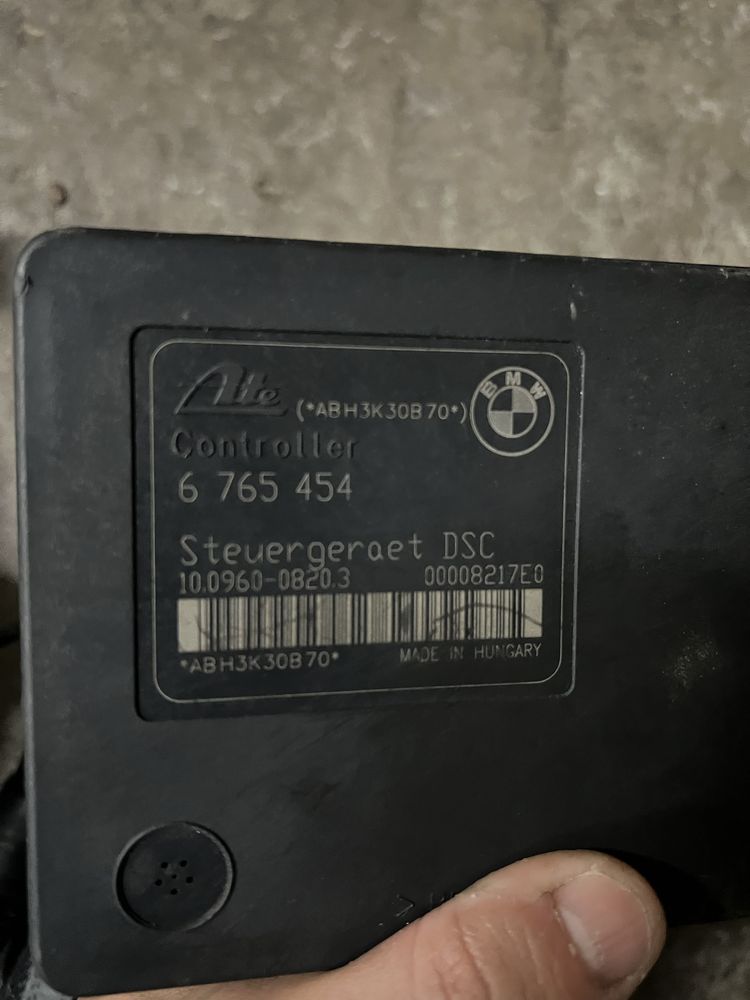 Ate (*ABH3K30B70*) BMW
Controller
6 765 454
Steuergeraet DSC
10.0960-0820.3 00008217E0
*ABH3K30B70* MADE IN HUNGARY